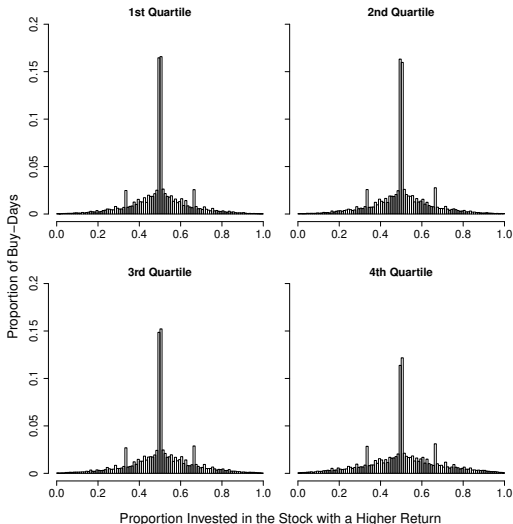 1st Quartile
2nd Quartile
0
0.05
0.1
0.15
0.2
0.0 0.2 0.4 0.6 0.8 1.0
0.0 0.2 0.4 0.6 0.8 1.0
3rd Quartile
4th Quartile
0
0.05
0.1
0.15
0.2
0.0 0.2 0.4 0.6 0.8 1.0
0.0 0.2 0.4 0.6 0.8 1.0
Proportion of Buy−Days
Proportion Invested in the Stock with a Higher Return